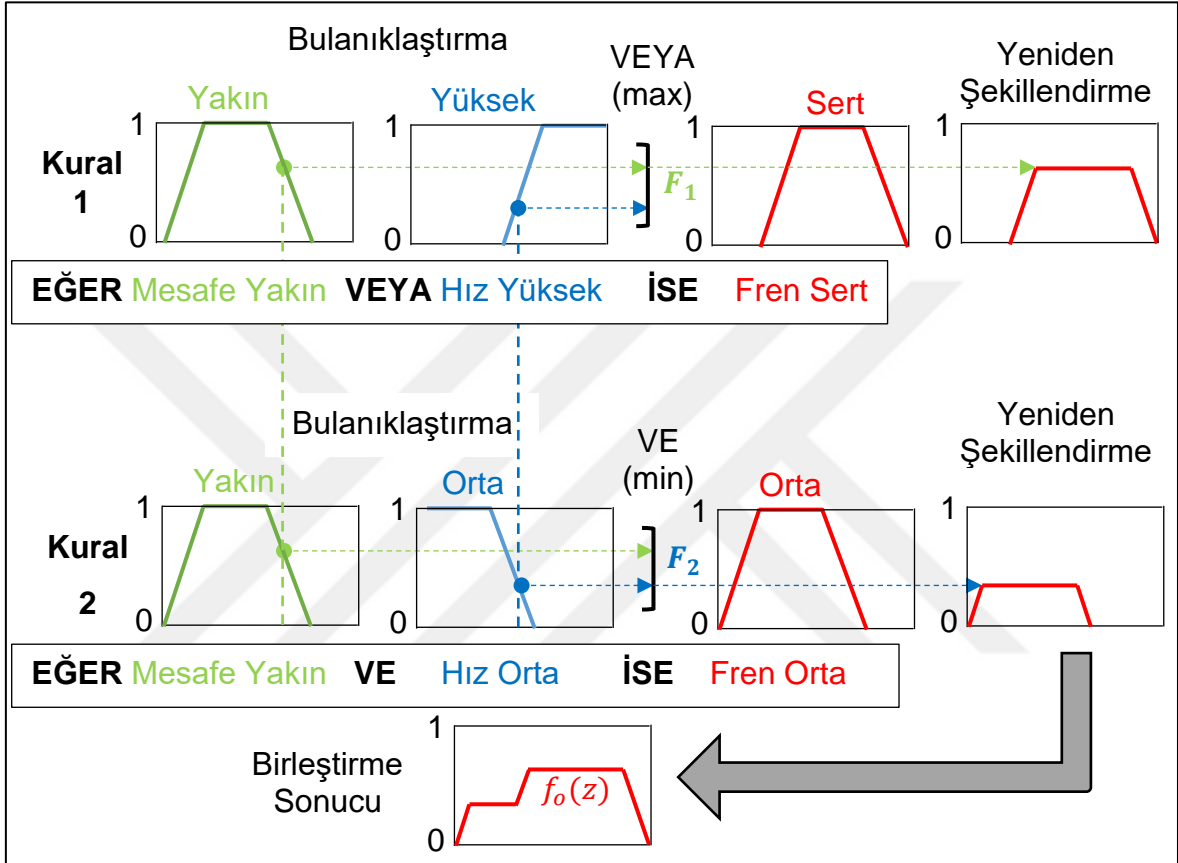 Bulanıklaştırma
VEYA
(max)
Yeniden
Şekillendirme
Yakın
Yüksek
Sert
Kural
1
1
0
1
0
F₁
1
0
1
0
EĞER Mesafe Yakın VEYA Hız Yüksek İSE Fren Sert
Bulanıklaştırma
VE
(min)
Yeniden
Şekillendirme
Yakın
Orta
Orta
Kural
2
1
0
1
0
F₂
1
0
1
0
EĞER Mesafe Yakın VE Hız Orta İSE Fren Orta
Birleştirme
Sonucu
1
0
fₒ(z)